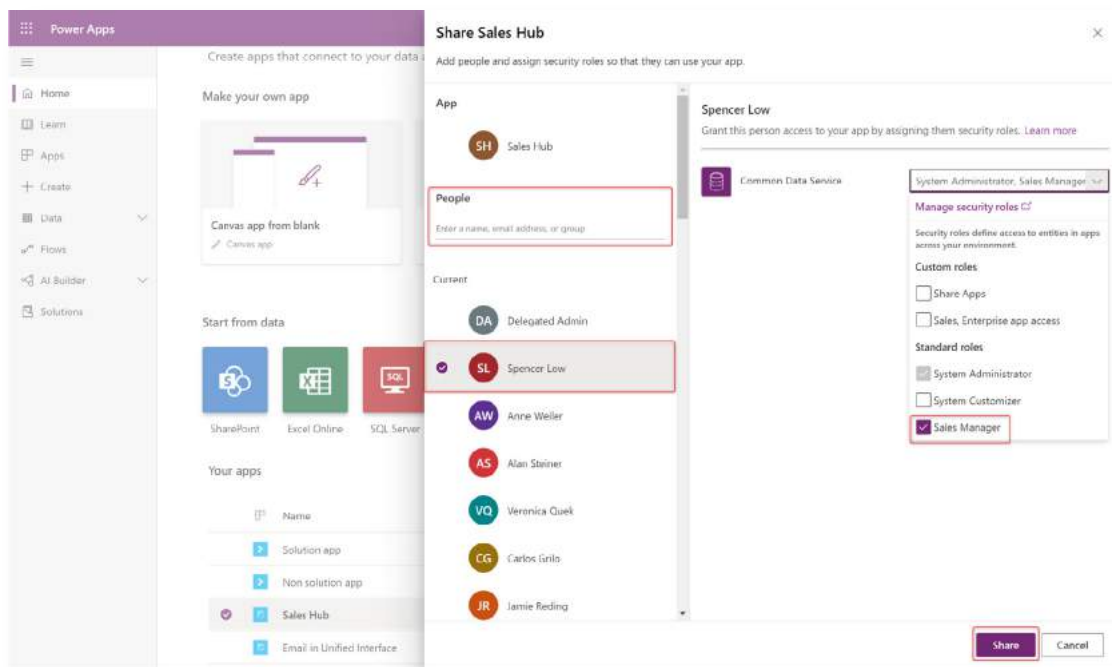 Power Apps
Home
Learn
Apps
Create
Data
Flows
AI Builder
Solutions
Create apps that connect to your data
Make your own app
Canvas app from blank
Canvas app
Start from data
SQL
SharePoint
Excel Online
SQL Server
Your apps
Name
Solution app
Non solution app
Sales Hub
Email in Unified Interface
Share Sales Hub
Add people and assign security roles so that they can use your app.
App
SH Sales Hub
People
Enter a name, email address, or group
Current
DA Delegated Admin
SL Spencer Low
AW Anne Weiler
AS Alan Steiner
VQ Veronica Quek
CG Carlos Grilo
JR Jamie Reding
Spencer Low
Grant this person access to your app by assigning them security roles. Learn more
Common Data Service
System Administrator, Sales Manager
Manage security roles
Security roles define access to entities in apps
across your environment.
Custom roles
Share Apps
Sales, Enterprise app access
Standard roles
System Administrator
System Customizer
Sales Manager
Share
Cancel